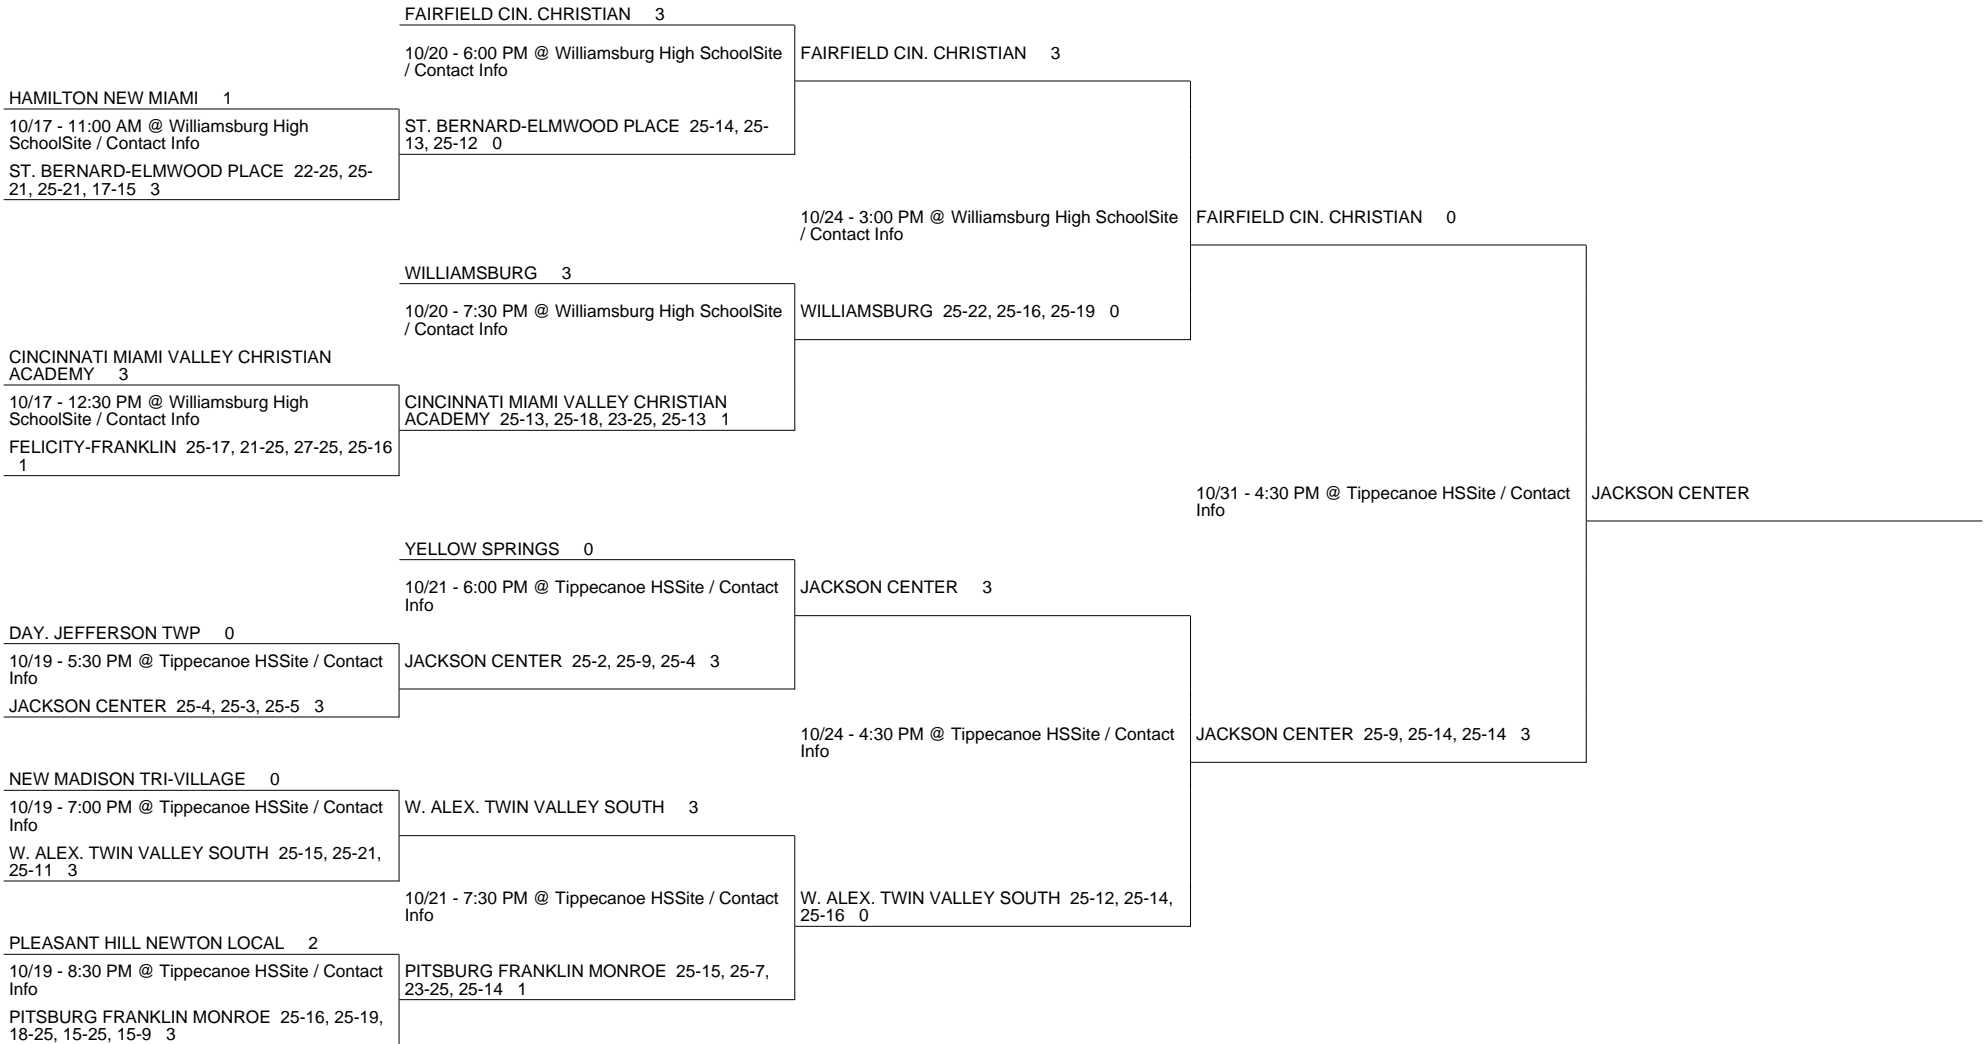 FAIRFIELD CIN. CHRISTIAN 3
10/20 - 6:00 PM @ Williamsburg High SchoolSite
/ Contact Info
FAIRFIELD CIN. CHRISTIAN 3
HAMILTON NEW MIAMI 1
10/17 - 11:00 AM @ Williamsburg High
SchoolSite / Contact Info
ST. BERNARD-ELMWOOD PLACE 25-14, 25-
13, 25-12 0
ST. BERNARD-ELMWOOD PLACE 22-25, 25-
21, 25-21, 17-15 3
10/24 - 3:00 PM @ Williamsburg High SchoolSite
/ Contact Info
FAIRFIELD CIN. CHRISTIAN 0
WILLIAMSBURG 3
10/20 - 7:30 PM @ Williamsburg High SchoolSite
/ Contact Info
WILLIAMSBURG 25-22, 25-16, 25-19 0
CINCINNATI MIAMI VALLEY CHRISTIAN
ACADEMY 3
10/17 - 12:30 PM @ Williamsburg High
SchoolSite / Contact Info
CINCINNATI MIAMI VALLEY CHRISTIAN
ACADEMY 25-13, 25-18, 23-25, 25-13 1
FELICITY-FRANKLIN 25-17, 21-25, 27-25, 25-16
1
10/31 - 4:30 PM @ Tippecanoe HSSite / Contact
Info
JACKSON CENTER
YELLOW SPRINGS 0
10/21 - 6:00 PM @ Tippecanoe HSSite / Contact
Info
JACKSON CENTER 3
DAY. JEFFERSON TWP 0
10/19 - 5:30 PM @ Tippecanoe HSSite / Contact
Info
JACKSON CENTER 25-2, 25-9, 25-4 3
JACKSON CENTER 25-4, 25-3, 25-5 3
10/24 - 4:30 PM @ Tippecanoe HSSite / Contact
Info
JACKSON CENTER 25-9, 25-14, 25-14 3
NEW MADISON TRI-VILLAGE 0
10/19 - 7:00 PM @ Tippecanoe HSSite / Contact
Info
W. ALEX. TWIN VALLEY SOUTH 3
W. ALEX. TWIN VALLEY SOUTH 25-15, 25-21,
25-11 3
10/21 - 7:30 PM @ Tippecanoe HSSite / Contact
Info
W. ALEX. TWIN VALLEY SOUTH 25-12, 25-14,
25-16 0
PLEASANT HILL NEWTON LOCAL 2
10/19 - 8:30 PM @ Tippecanoe HSSite / Contact
Info
PITSBURG FRANKLIN MONROE 25-15, 25-7,
23-25, 25-14 1
PITSBURG FRANKLIN MONROE 25-16, 25-19,
18-25, 15-25, 15-9 3